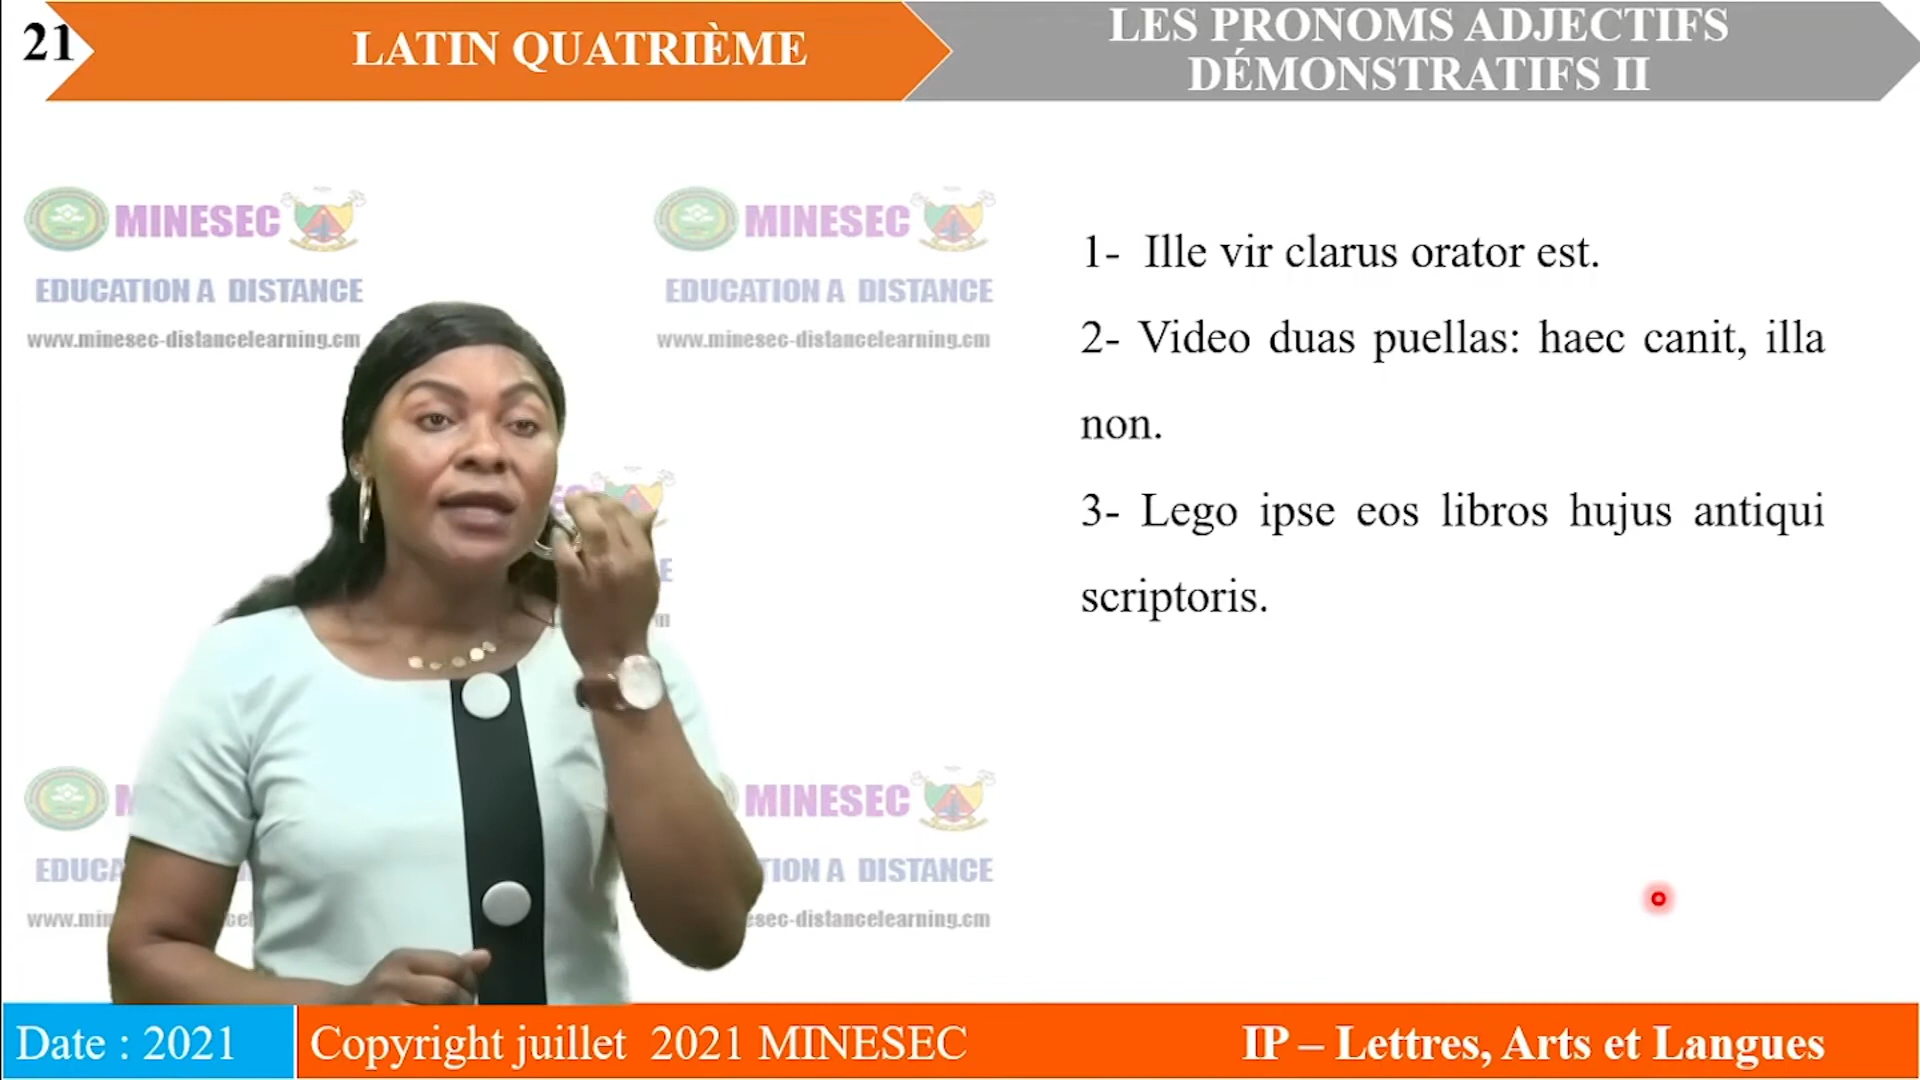 21
LATIN QUATRIÈME
LES PRONOMS ADJECTIFS
DÉMONSTRATIFS II
MINESEC
EDUCATION A DISTANCE
www.minesec-distancelearning.cm
MINESEC
EDUCATION A DISTANCE
www.minesec-distancelearning.cm
1- Ille vir clarus orator est.
2- Video duas puellas: haec canit, illa
non.
3- Lego ipse eos libros hujus antiqui
scriptoris.
MINESEC
TION A DISTANCE
esec-distancelearning.cm
M
EDUCA
www.min
Date : 2021
Copyright juillet 2021 MINESEC
IP – Lettres, Arts et Langues